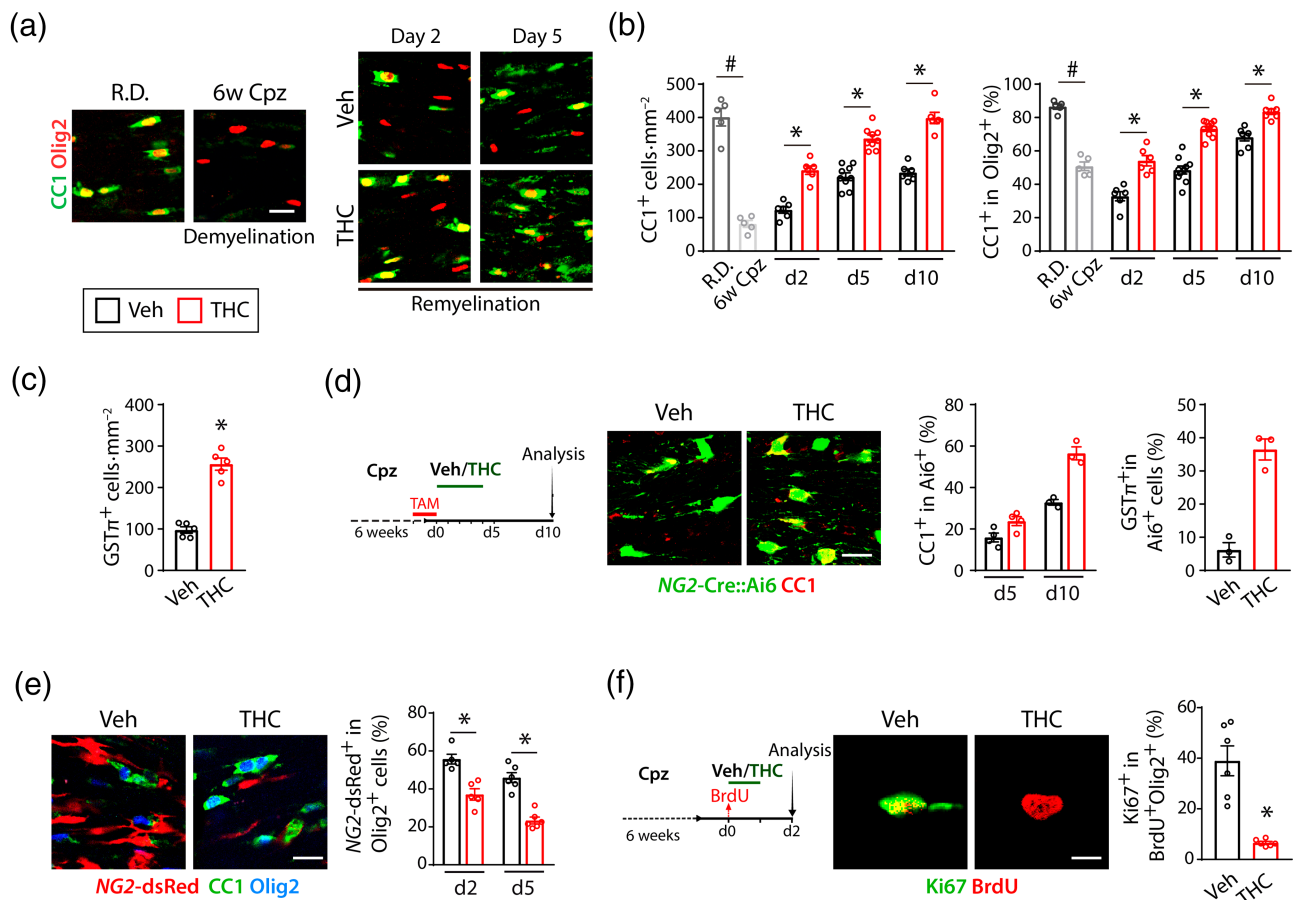 (a)
R.D.
6w Cpz
CC1 Olig2
Demyelination
Day 2
Day 5
Veh
THC
Remyelination
Veh
THC
(b)
CC1⁺ cells·mm⁻²
500
400
300
200
100
0
#
*
*
*
R.D.
6w Cpz
d2
d5
d10
CC1⁺ in Olig2⁺ (%)
100
80
60
40
20
0
#
*
*
*
R.D.
6w Cpz
d2
d5
d10
(c)
GSTπ⁺ cells·mm⁻²
400
300
200
100
0
*
Veh
THC
(d)
Cpz
Veh/THC
Analysis
TAM
6 weeks
d0
d5
d10
Veh
THC
NG2-Cre::Ai6 CC1
CC1⁺ in Ai6⁺ (%)
80
60
40
20
0
d5
d10
GSTπ⁺in
Ai6⁺ cells (%)
50
40
30
20
10
0
Veh
THC
(e)
Veh
THC
NG2-dsRed CC1 Olig2
NG2-dsRed⁺ in
Olig2⁺ cells (%)
80
60
40
20
0
*
*
d2
d5
(f)
Cpz
Veh/THC
Analysis
BrdU
6 weeks
d0
d2
Veh
THC
Ki67 BrdU
Ki67⁺ in
BrdU⁺Olig2⁺ (%)
60
40
20
0
*
Veh
THC